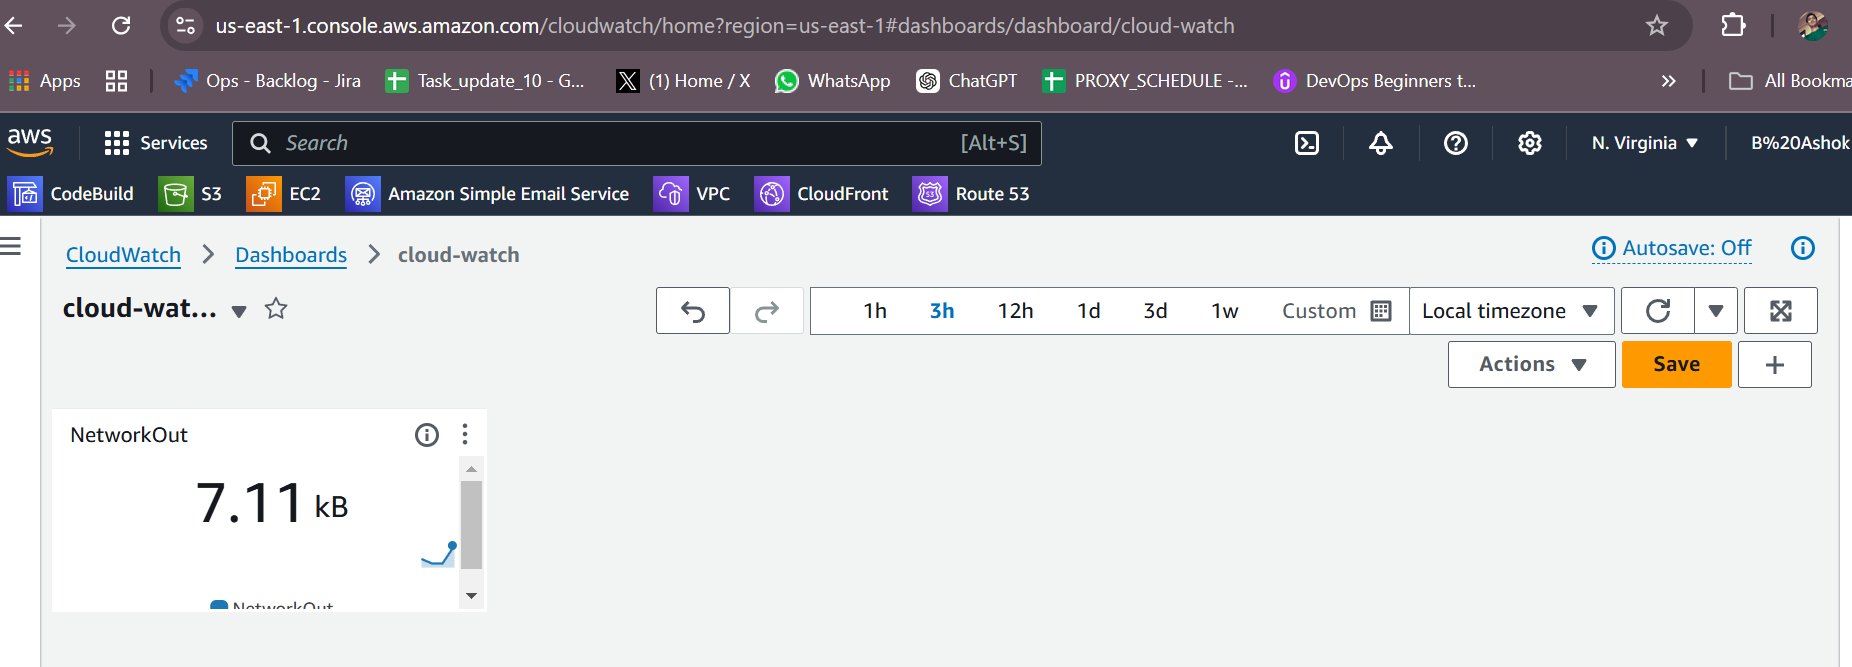 us-east-1.console.aws.amazon.com/cloudwatch/home?region=us-east-1#dashboards/dashboard/cloud-watch
Apps Ops - Backlog - Jira Task_update_10 - G... (1) Home / X WhatsApp ChatGPT PROXY_SCHEDULE -... DevOps Beginners t... » All Bookma
aws Services Search [Alt+S] N. Virginia B%20Ashok
CodeBuild S3 EC2 Amazon Simple Email Service VPC CloudFront Route 53
CloudWatch > Dashboards > cloud-watch Autosave: Off
cloud-wat... 1h 3h 12h 1d 3d 1w Custom Local timezone
Actions Save +
NetworkOut
7.11 kB
NetworkOut